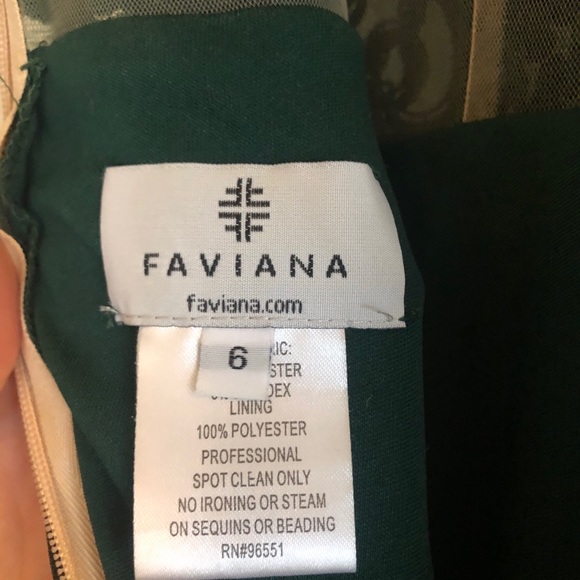 FAVIANA
faviana.com
6
LINING
100% POLYESTER
PROFESSIONAL
SPOT CLEAN ONLY
NO IRONING OR STEAM
ON SEQUINS OR BEADING
RN#96551